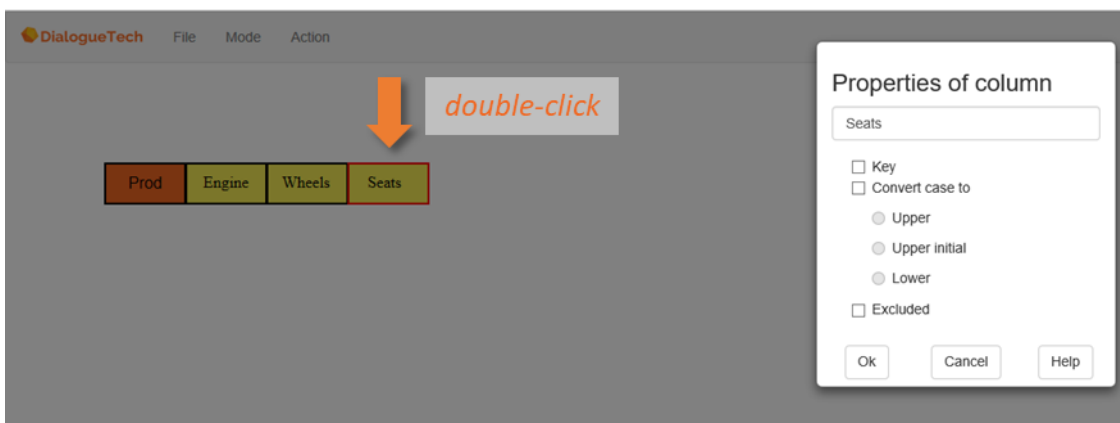 DialogueTech File Mode Action
double-click
Prod Engine Wheels Seats
Properties of column
Seats
Key
Convert case to
Upper
Upper initial
Lower
Excluded
Ok Cancel Help